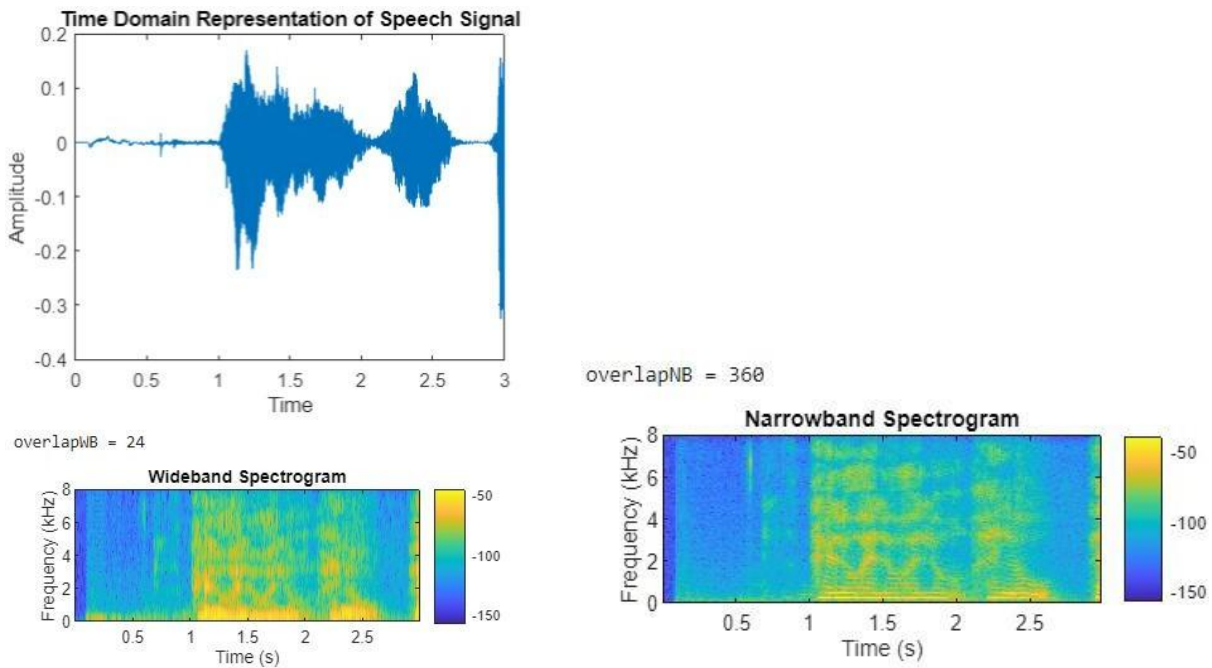 Time Domain Representation of Speech Signal
0.2
0.1
0
-0.1
-0.2
-0.3
-0.4
Amplitude
0 0.5 1 1.5 2 2.5 3
Time
overlapWB = 24
Wideband Spectrogram
8
6
4
2
0
Frequency (kHz)
0.5 1 1.5 2 2.5
Time (s)
-50
-100
-150
overlapNB = 360
Narrowband Spectrogram
8
6
4
2
0
Frequency (kHz)
0.5 1 1.5 2 2.5
Time (s)
-50
-100
-150